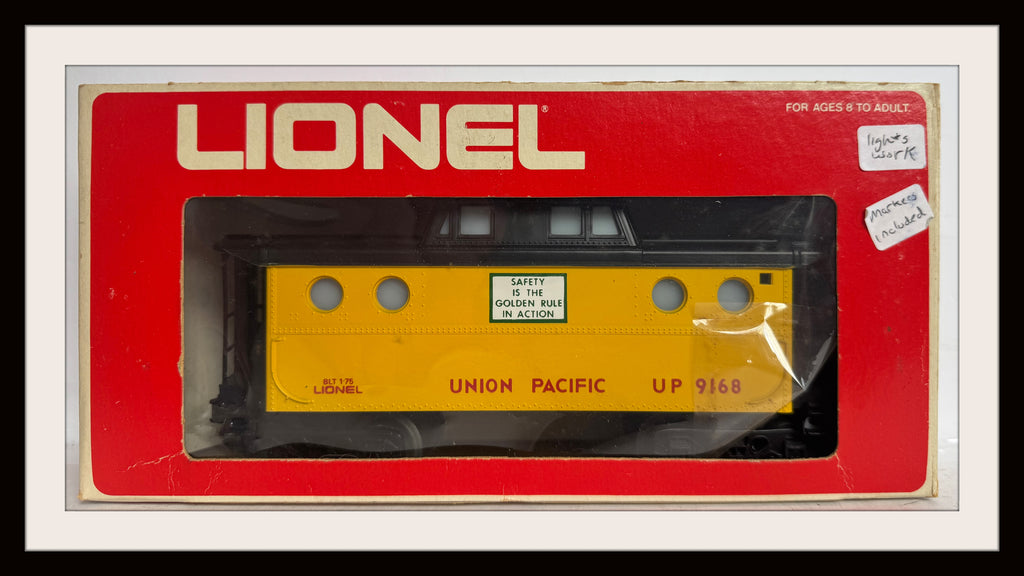 LIONEL®
FOR AGES 8 TO ADULT.
lights
work
Markers
included
SAFETY
IS THE
GOLDEN RULE
IN ACTION
BLT 1-75
LIONEL
UNION PACIFIC UP 9168